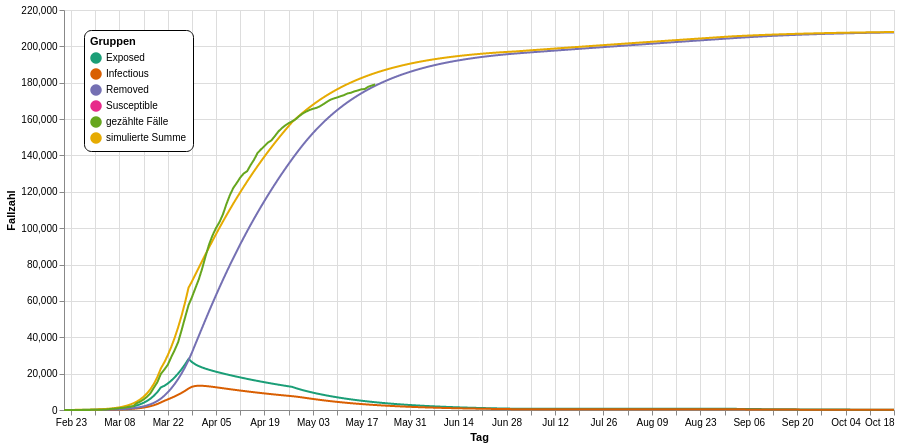 220,000
200,000
180,000
160,000
140,000
120,000
100,000
80,000
60,000
40,000
20,000
0
Fallzahl
Gruppen
Exposed
Infectious
Removed
Susceptible
gezählte Fälle
simulierte Summe
Feb 23 Mar 08 Mar 22 Apr 05 Apr 19 May 03 May 17 May 31 Jun 14 Jun 28 Jul 12 Jul 26 Aug 09 Aug 23 Sep 06 Sep 20 Oct 04 Oct 18
Tag